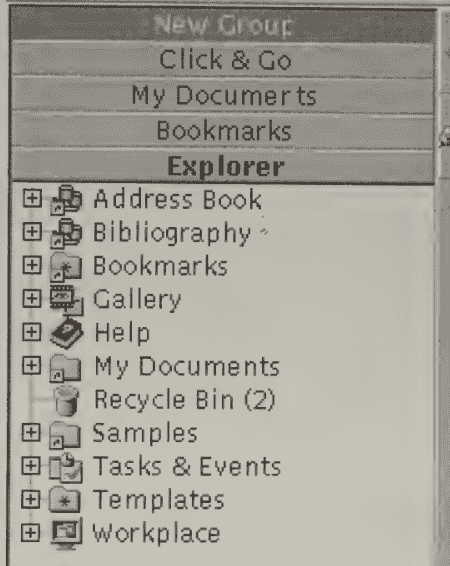 New Group
Click & Go
My Documerts
Bookmarks
Explorer
Address Book
Bibliography
Bookmarks
Gallery
Help
My Documents
Recycle Bin (2)
Samples
Tasks & Events
Templates
Workplace